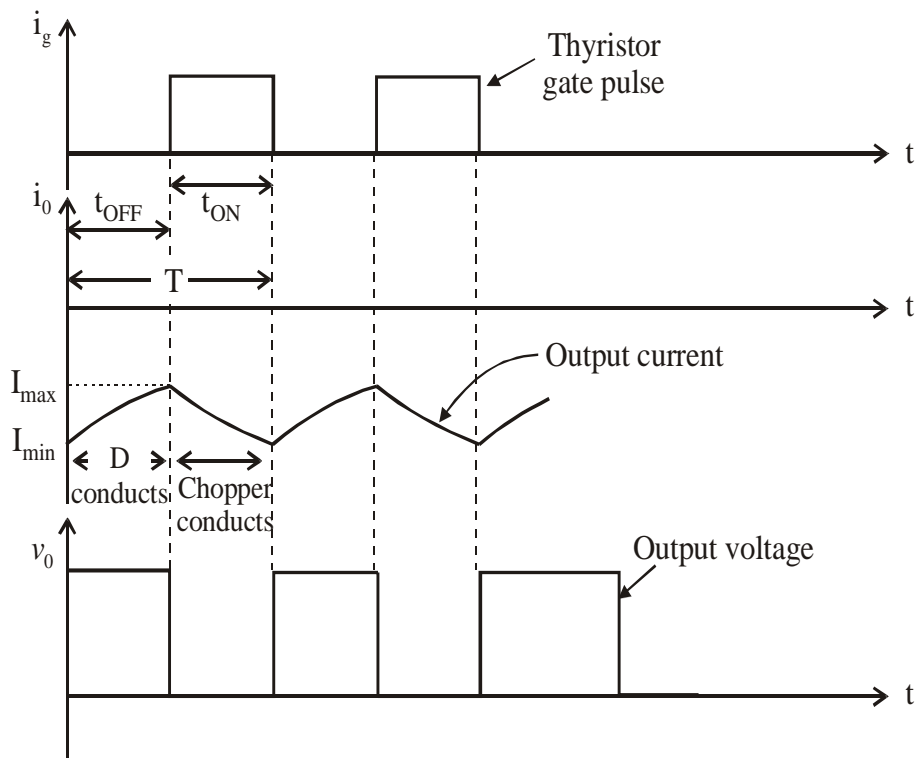 i_g
Thyristor
gate pulse
t
i_0
t_OFF
t_ON
T
t
Output current
I_max
I_min
D
conducts
Chopper
conducts
v_0
Output voltage
t